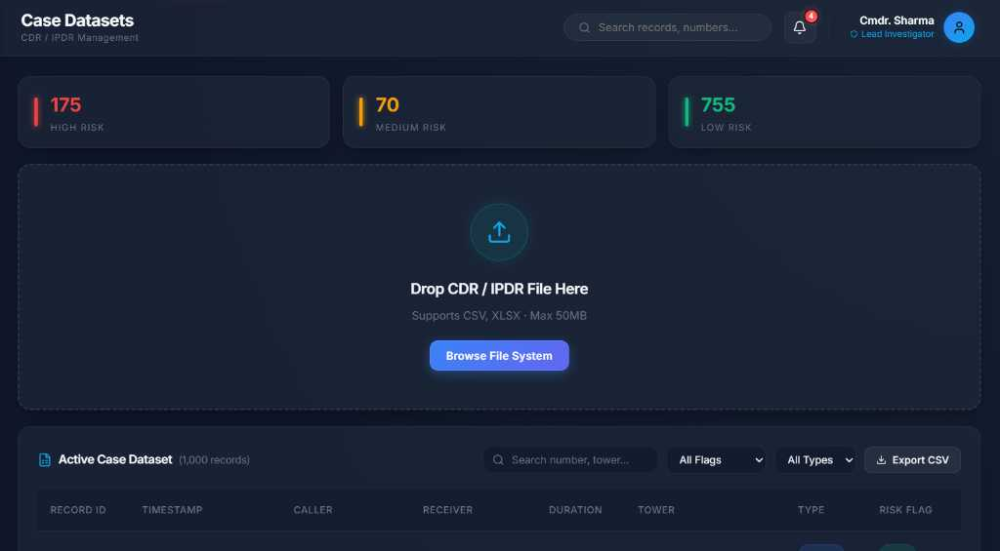 Case Datasets
CDR / IPDR Management
Search records, numbers...
4
Cmdr. Sharma
Lead Investigator
175
HIGH RISK
70
MEDIUM RISK
755
LOW RISK
Drop CDR / IPDR File Here
Supports CSV, XLSX · Max 50MB
Browse File System
Active Case Dataset (1,000 records)
Search number, tower...
All Flags
All Types
Export CSV
RECORD ID TIMESTAMP CALLER RECEIVER DURATION TOWER TYPE RISK FLAG